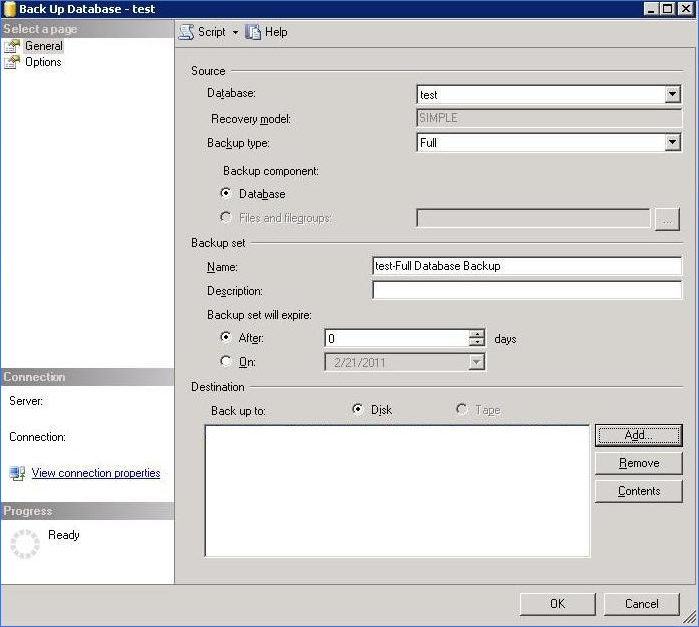 Back Up Database - test
Select a page
General
Options
Script
Help
Source
Database:
test
Recovery model:
SIMPLE
Backup type:
Full
Backup component:
Database
Files and filegroups:
...
Backup set
Name:
test-Full Database Backup
Description:
Backup set will expire:
After:
0
days
On:
2/21/2011
Destination
Back up to:
Disk
Tape
Add...
Remove
Contents
Connection
Server:
Connection:
View connection properties
Progress
Ready
OK
Cancel